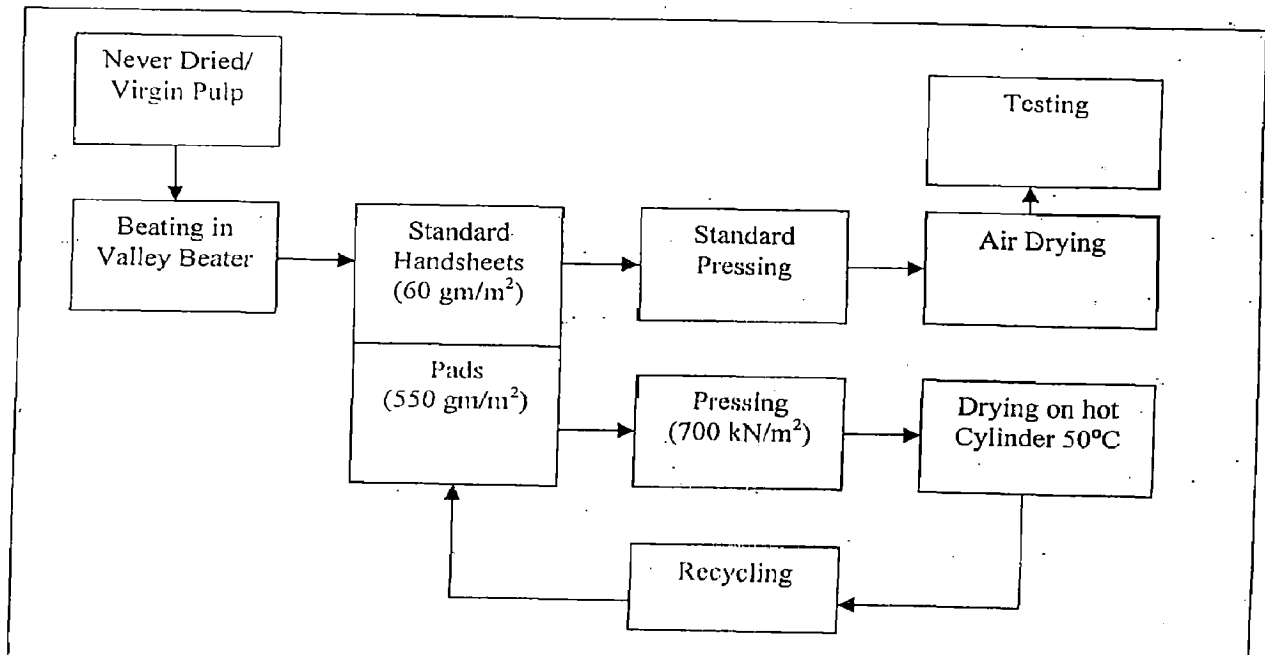 Never Dried/
Virgin Pulp
Testing
Beating in
Valley Beater
Standard
Handsheets
(60 gm/m²)
Standard
Pressing
Air Drying
Pads
(550 gm/m²)
Pressing
(700 kN/m²)
Drying on hot
Cylinder 50°C
Recycling